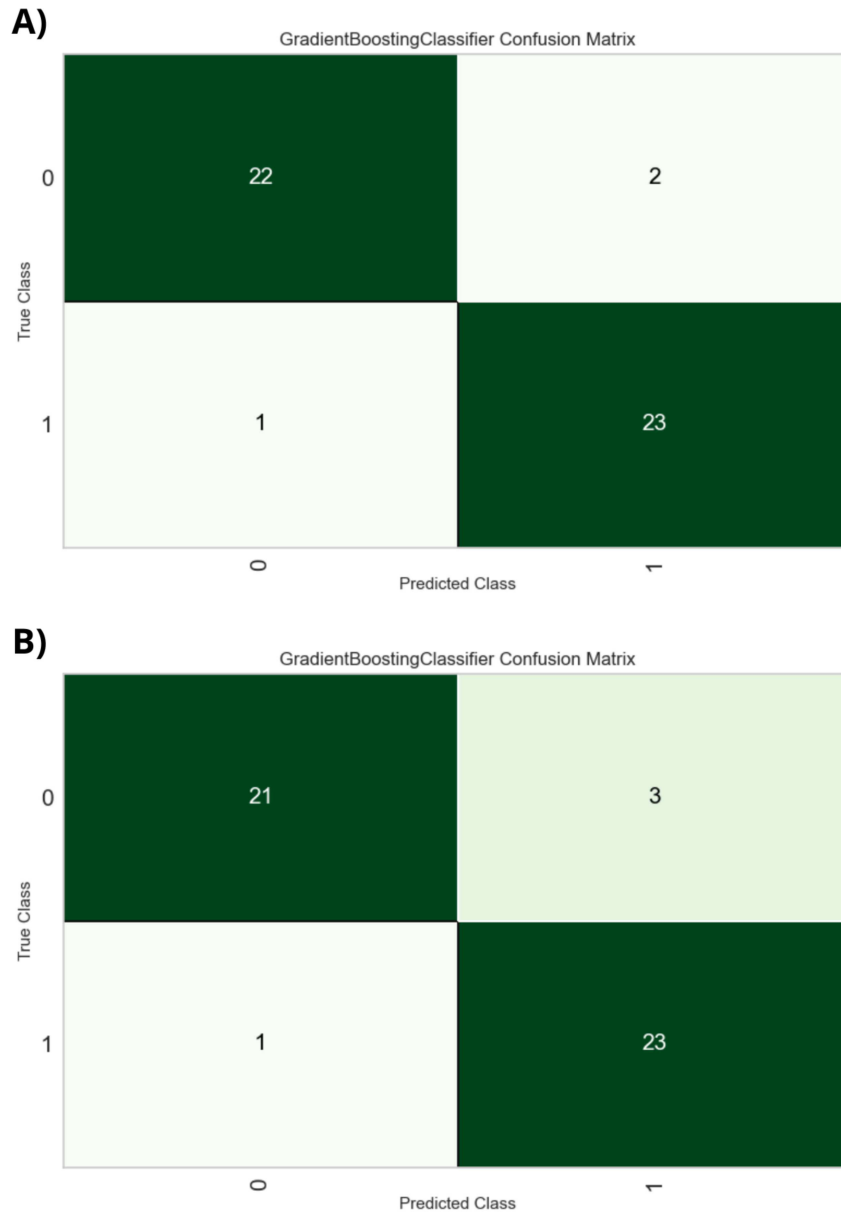 A)
GradientBoostingClassifier Confusion Matrix
0
22
2
True Class
1
1
23
0
1
Predicted Class
B)
GradientBoostingClassifier Confusion Matrix
0
21
3
True Class
1
1
23
0
1
Predicted Class